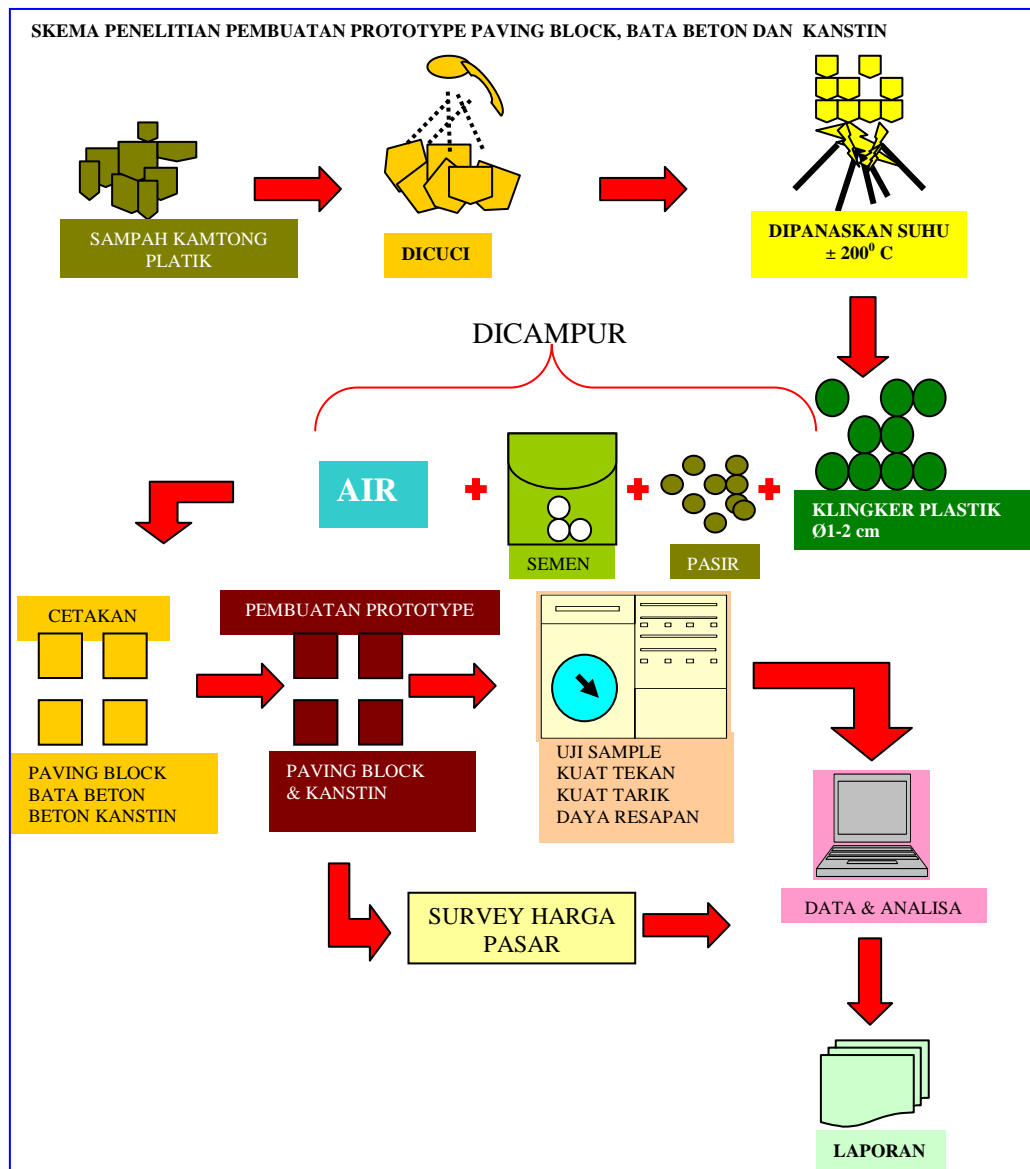 SKEMA PENELITIAN PEMBUATAN PROTOTYPE PAVING BLOCK, BATA BETON DAN KANSTIN
SAMPAH KAMTONG
PLATIK
DICUCI
DIPANASKAN SUHU
± 200⁰ C
DICAMPUR
AIR
SEMEN
PASIR
KLINGKER PLASTIK
Ø1-2 cm
CETAKAN
PAVING BLOCK
BATA BETON
BETON KANSTIN
PEMBUATAN PROTOTYPE
PAVING BLOCK
& KANSTIN
UJI SAMPLE
KUAT TEKAN
KUAT TARIK
DAYA RESAPAN
SURVEY HARGA
PASAR
DATA & ANALISA
LAPORAN